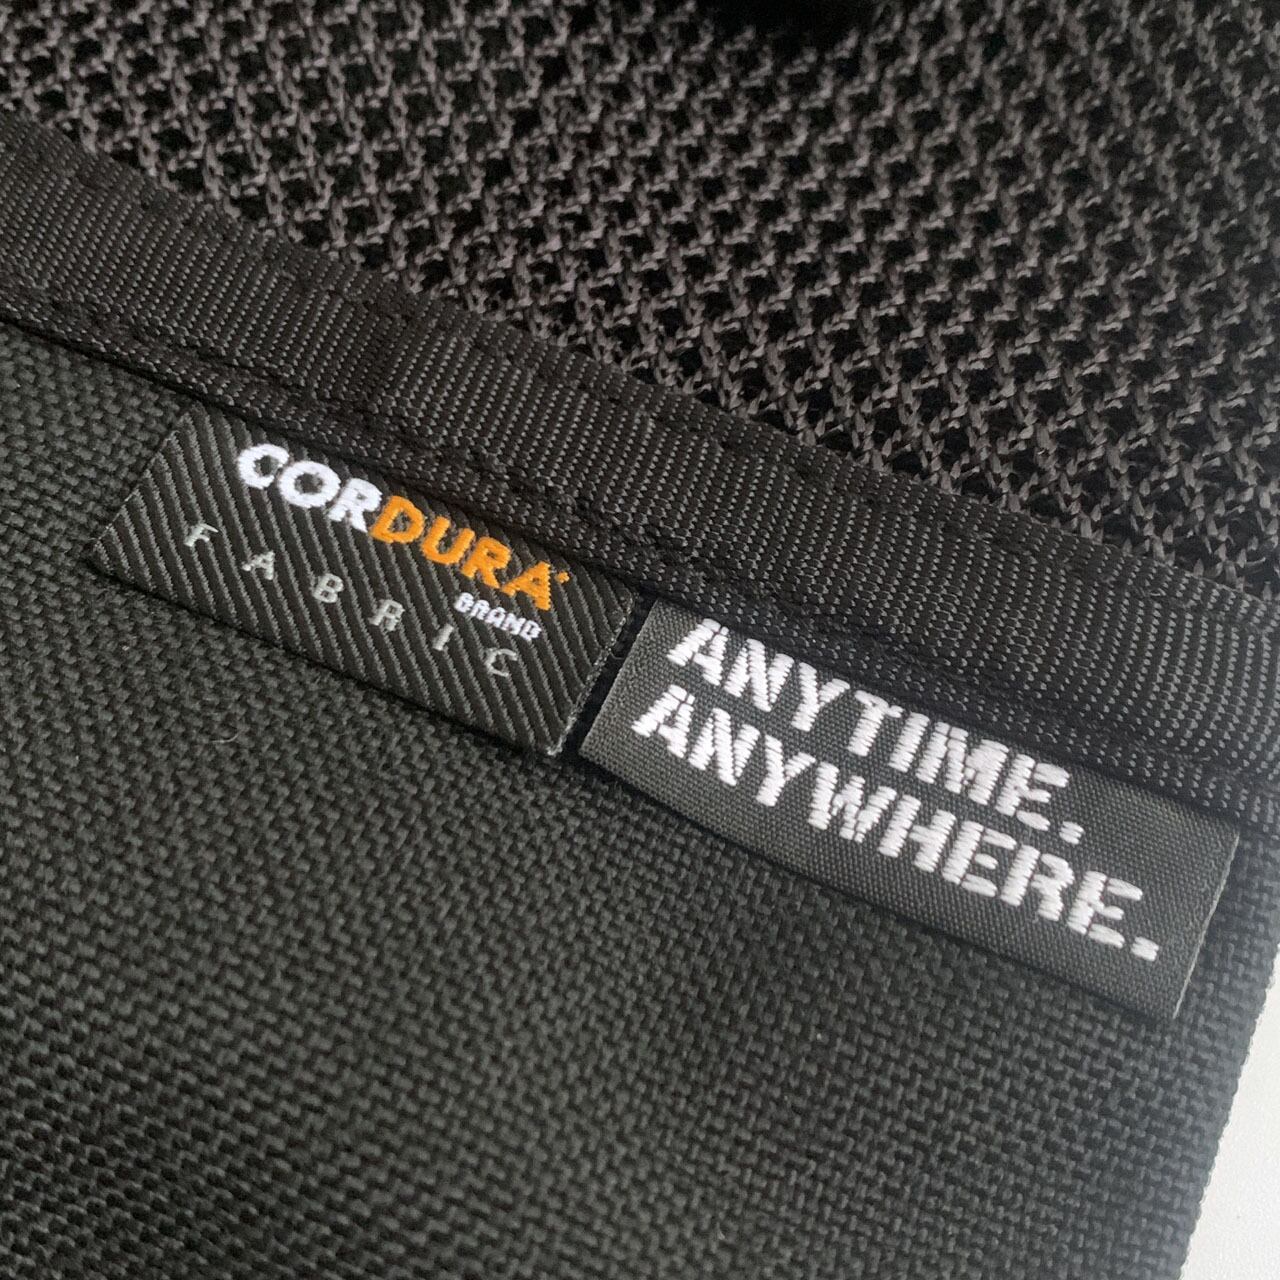 CORDURA
BRAND
FABRIC
ANYTIME.
ANYWHERE.